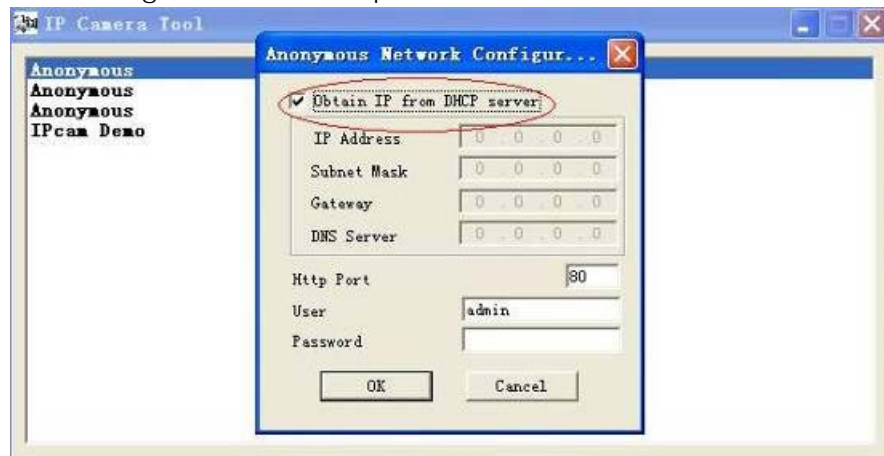 IP Camera Tool
Anonymous Network Configur...
Anonymous
Anonymous
Anonymous
IPcam Demo
Obtain IP from DHCP server
IP Address 0 . 0 . 0 . 0
Subnet Mask 0 . 0 . 0 . 0
Gateway 0 . 0 . 0 . 0
DNS Server 0 . 0 . 0 . 0
Http Port 80
User admin
Password
OK Cancel